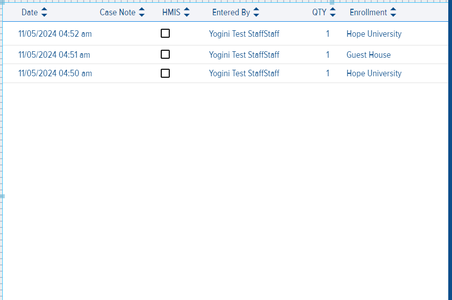 Date Case Note HMIS Entered By QTY Enrollment
11/05/2024 04:52 am Yogini Test StaffStaff 1 Hope University
11/05/2024 04:51 am Yogini Test StaffStaff 1 Guest House
11/05/2024 04:50 am Yogini Test StaffStaff 1 Hope University